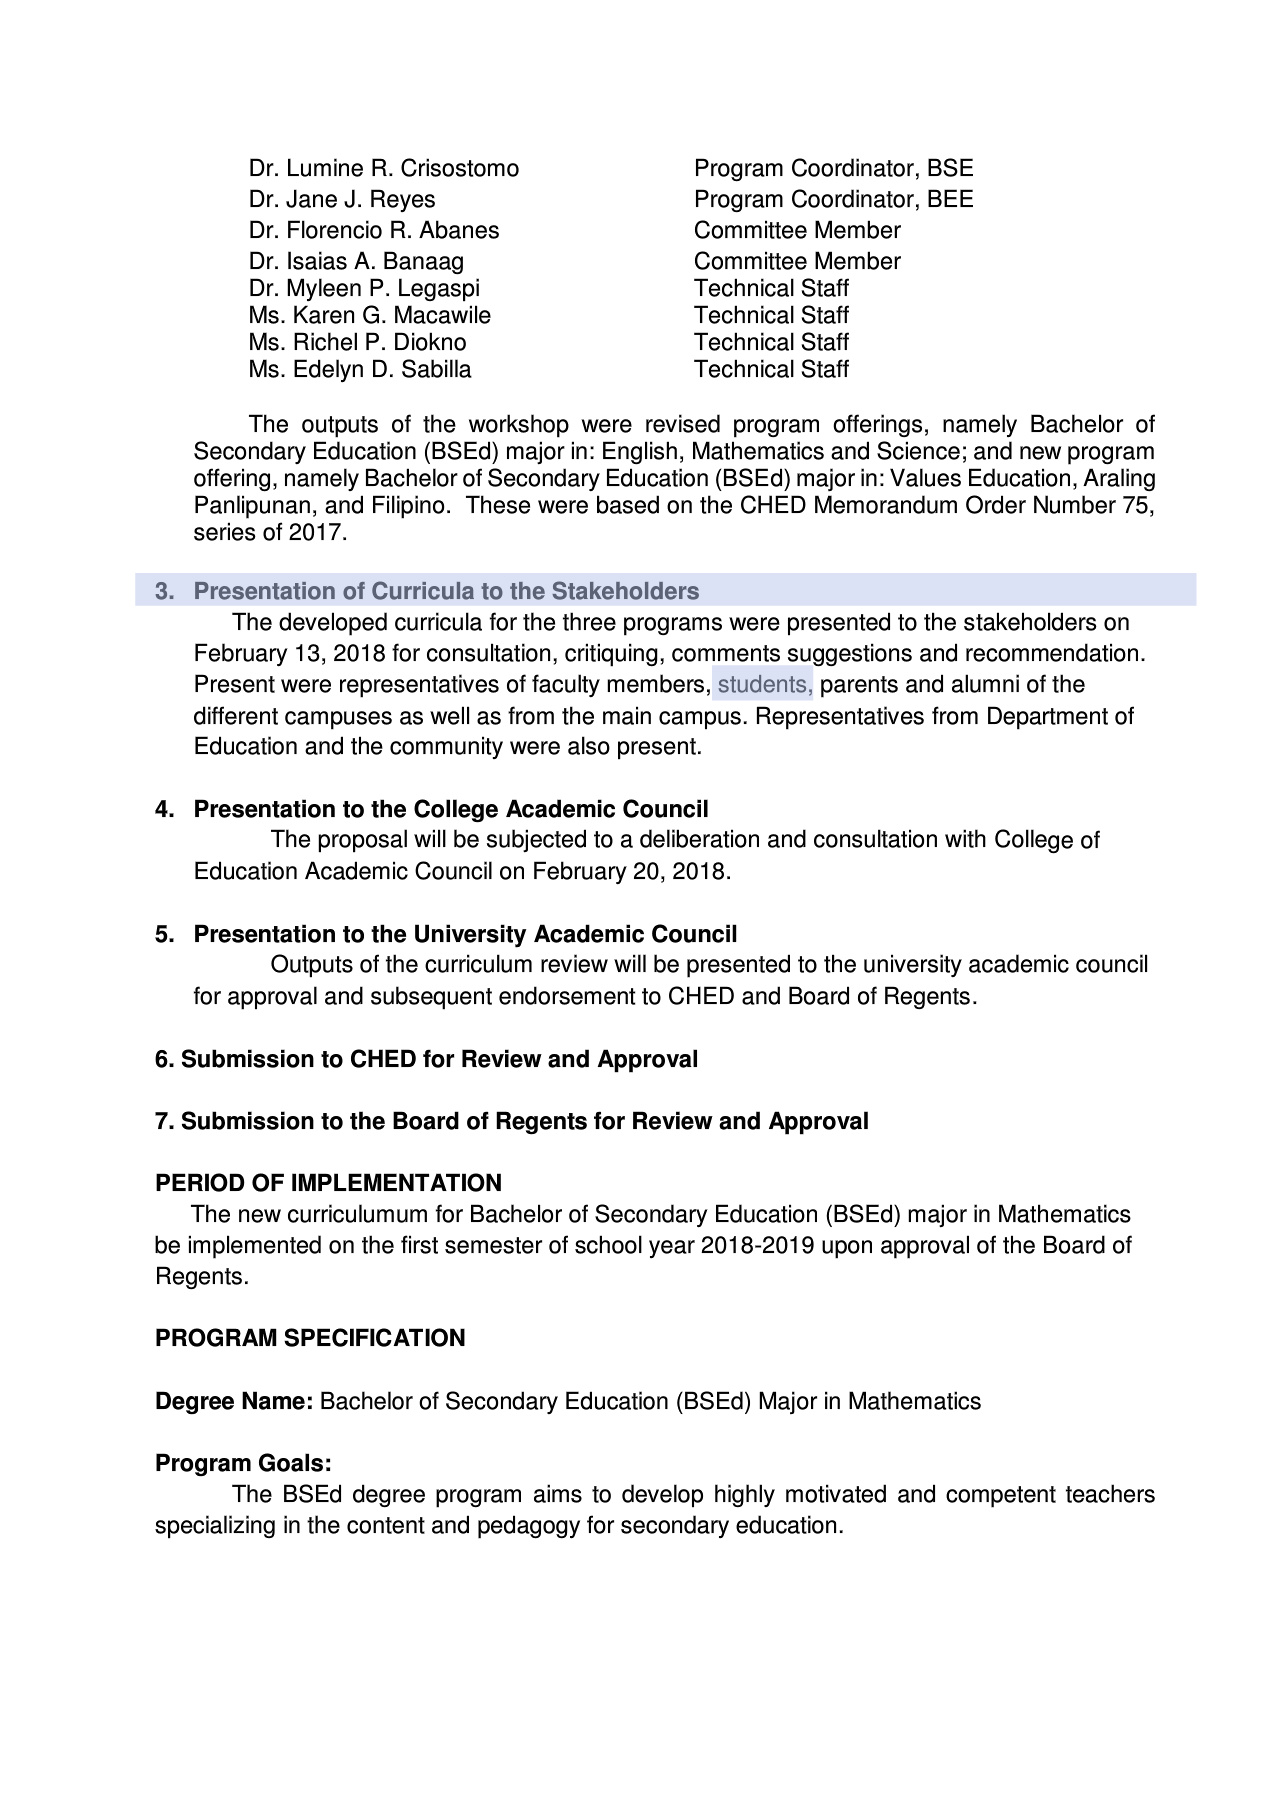 Dr. Lumine R. Crisostomo Program Coordinator, BSE
Dr. Jane J. Reyes Program Coordinator, BEE
Dr. Florencio R. Abanes Committee Member
Dr. Isaias A. Banaag Committee Member
Dr. Myleen P. Legaspi Technical Staff
Ms. Karen G. Macawile Technical Staff
Ms. Richel P. Diokno Technical Staff
Ms. Edelyn D. Sabilla Technical Staff
The outputs of the workshop were revised program offerings, namely Bachelor of
Secondary Education (BSEd) major in: English, Mathematics and Science; and new program
offering, namely Bachelor of Secondary Education (BSEd) major in: Values Education, Araling
Panlipunan, and Filipino. These were based on the CHED Memorandum Order Number 75,
series of 2017.
3. Presentation of Curricula to the Stakeholders
The developed curricula for the three programs were presented to the stakeholders on
February 13, 2018 for consultation, critiquing, comments suggestions and recommendation.
Present were representatives of faculty members, students, parents and alumni of the
different campuses as well as from the main campus. Representatives from Department of
Education and the community were also present.
4. Presentation to the College Academic Council
The proposal will be subjected to a deliberation and consultation with College of
Education Academic Council on February 20, 2018.
5. Presentation to the University Academic Council
Outputs of the curriculum review will be presented to the university academic council
for approval and subsequent endorsement to CHED and Board of Regents.
6. Submission to CHED for Review and Approval
7. Submission to the Board of Regents for Review and Approval
PERIOD OF IMPLEMENTATION
The new curriculumum for Bachelor of Secondary Education (BSEd) major in Mathematics
be implemented on the first semester of school year 2018-2019 upon approval of the Board of
Regents.
PROGRAM SPECIFICATION
Degree Name: Bachelor of Secondary Education (BSEd) Major in Mathematics
Program Goals:
The BSEd degree program aims to develop highly motivated and competent teachers
specializing in the content and pedagogy for secondary education.